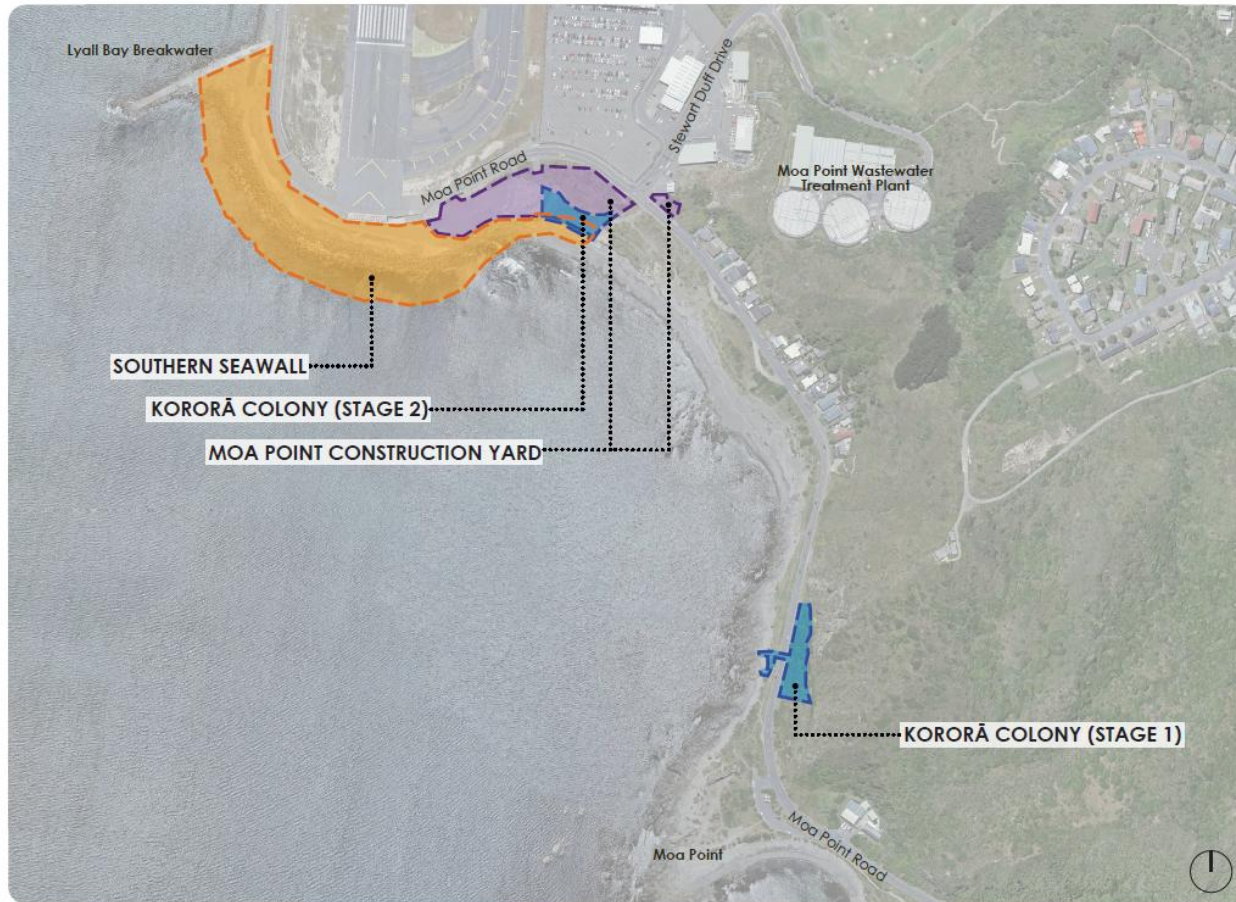 Lyall Bay Breakwater
Stewart Duff Drive
Moa Point Road
Moa Point Wastewater
Treatment Plant
SOUTHERN SEAWALL
KORORĀ COLONY (STAGE 2)
MOA POINT CONSTRUCTION YARD
KORORĀ COLONY (STAGE 1)
Moa Point Road
Moa Point